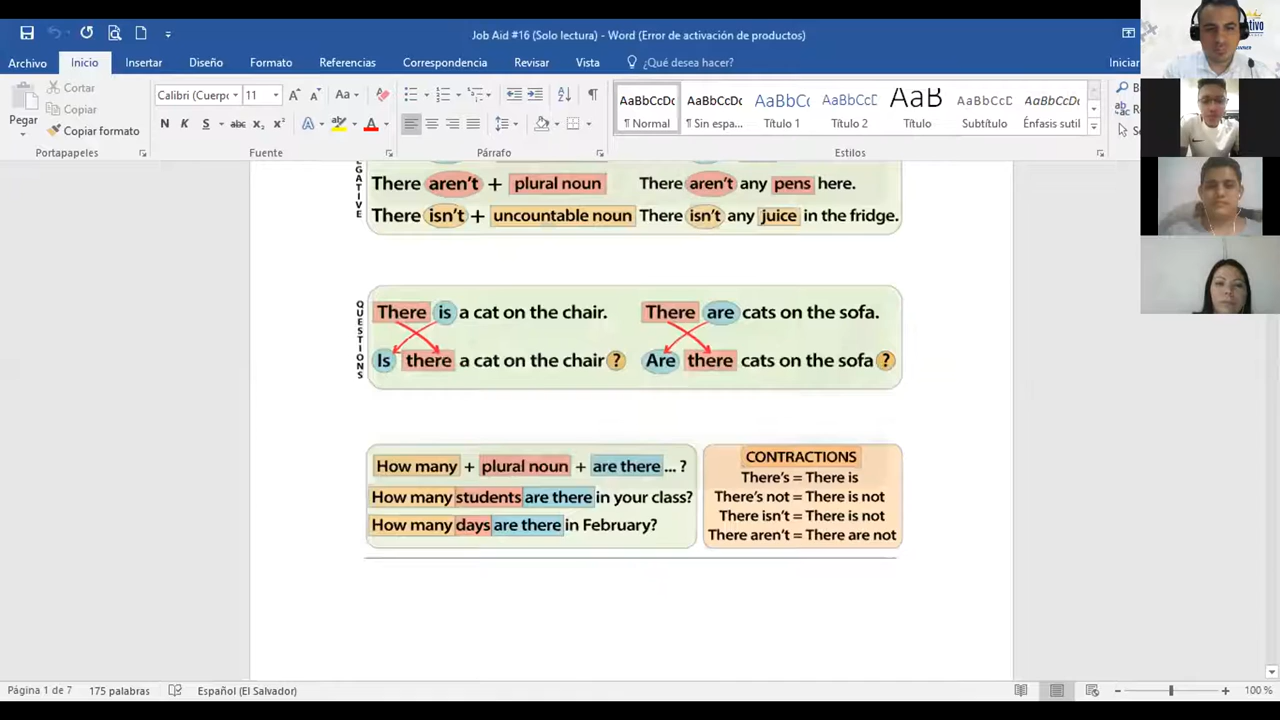 Job Aid #16 (Solo lectura) - Word (Error de activación de productos)
Archivo Inicio Insertar Diseño Formato Referencias Correspondencia Revisar Vista ¿Qué desea hacer? Iniciar
Pegar
Cortar
Copiar
Copiar formato
Portapapeles
Calibri (Cuerpo 11
Fuente
Párrafo
AaBbCcDc AaBbCcDc AaBbCc AaBbCcD AaB AaBbCcD AaBbCcDc
¶ Normal ¶ Sin espa... Título 1 Título 2 Título Subtítulo Énfasis sutil
Estilos
There aren't + plural noun There aren't any pens here.
There isn't + uncountable noun There isn't any juice in the fridge.
QUESTIONS
There is a cat on the chair. There are cats on the sofa.
Is there a cat on the chair ? Are there cats on the sofa ?
How many + plural noun + are there ... ?
How many students are there in your class?
How many days are there in February?
CONTRACTIONS
There's = There is
There's not = There is not
There isn't = There is not
There aren't = There are not
Página 1 de 7 175 palabras Español (El Salvador) 100 %